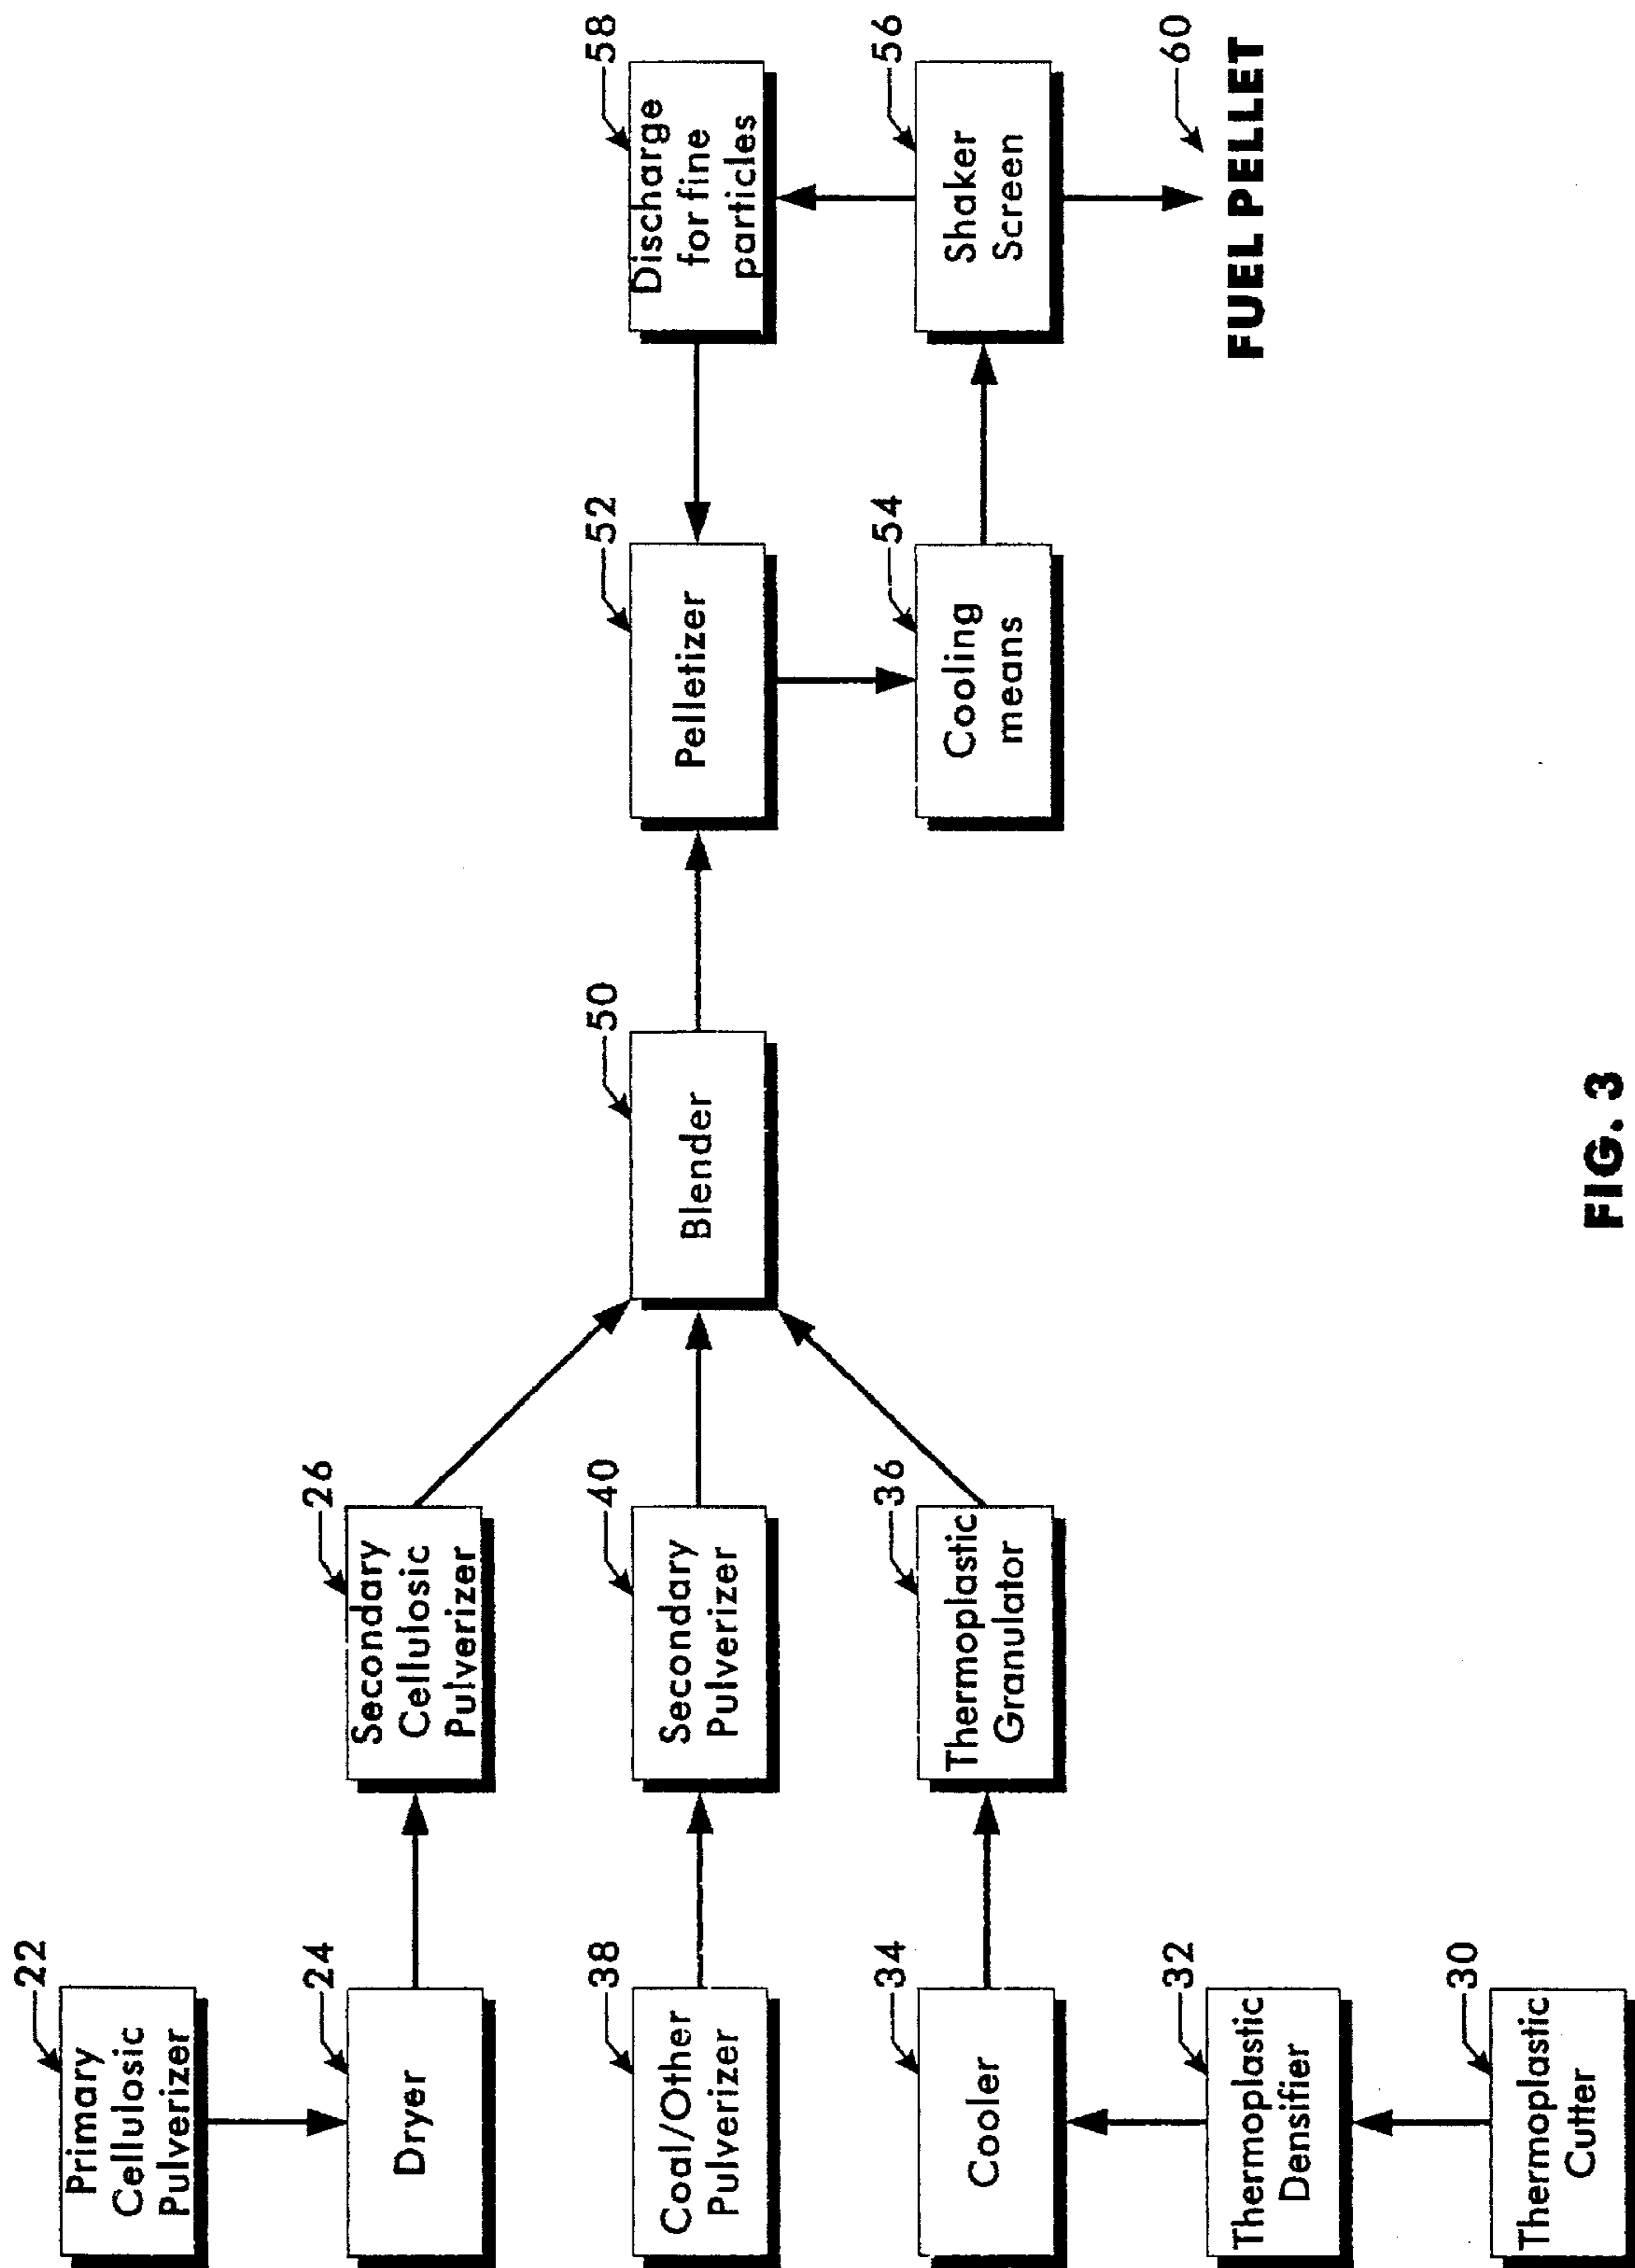 22
Primary
Cellulosic
Pulverizer
24
Dryer
26
Secondary
Cellulosic
Pulverizer
38
Coal/Other
Pulverizer
40
Secondary
Pulverizer
34
Cooler
36
Thermoplastic
Granulator
32
Thermoplastic
Densifier
30
Thermoplastic
Cutter
50
Blender
52
Pelletizer
58
Discharge
for fine
particles
54
Cooling
means
56
Shaker
Screen
60
FUEL PELLET
FIG. 3